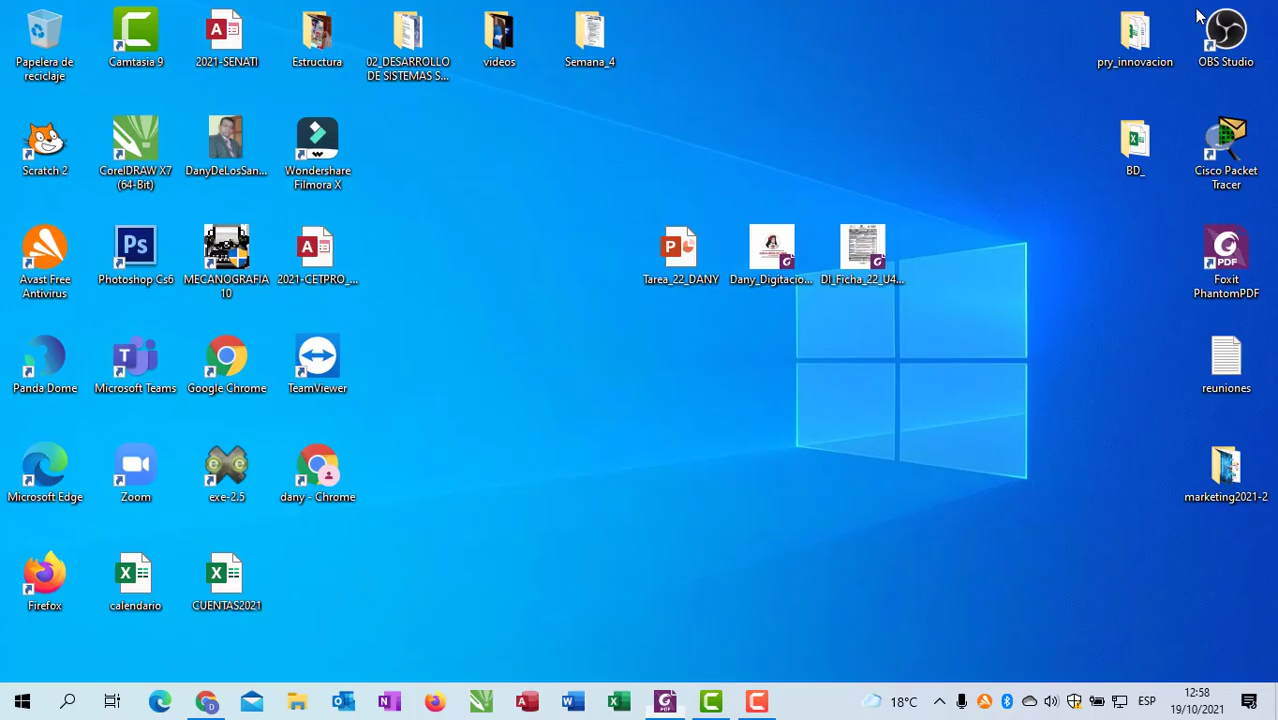 Papelera de
reciclaje
Camtasia 9
2021-SENATI
Estructura
02_DESARROLLO
DE SISTEMAS S...
videos
Semana_4
pry_innovacion
OBS Studio
Scratch 2
CorelDRAW X7
(64-Bit)
DanyDeLosSan...
Wondershare
Filmora X
BD_
Cisco Packet
Tracer
Avast Free
Antivirus
Ps
Photoshop Cs6
MECANOGRAFIA
10
2021-CETPRO_...
Tarea_22_DANY
Dany_Digitacio...
DI_Ficha_22_U4...
PDF
Foxit
PhantomPDF
Panda Dome
Microsoft Teams
Google Chrome
TeamViewer
reuniones
Microsoft Edge
Zoom
exe-2.5
dany - Chrome
marketing2021-2
Firefox
calendario
CUENTAS2021
18°C
ESP
12:38
19/10/2021